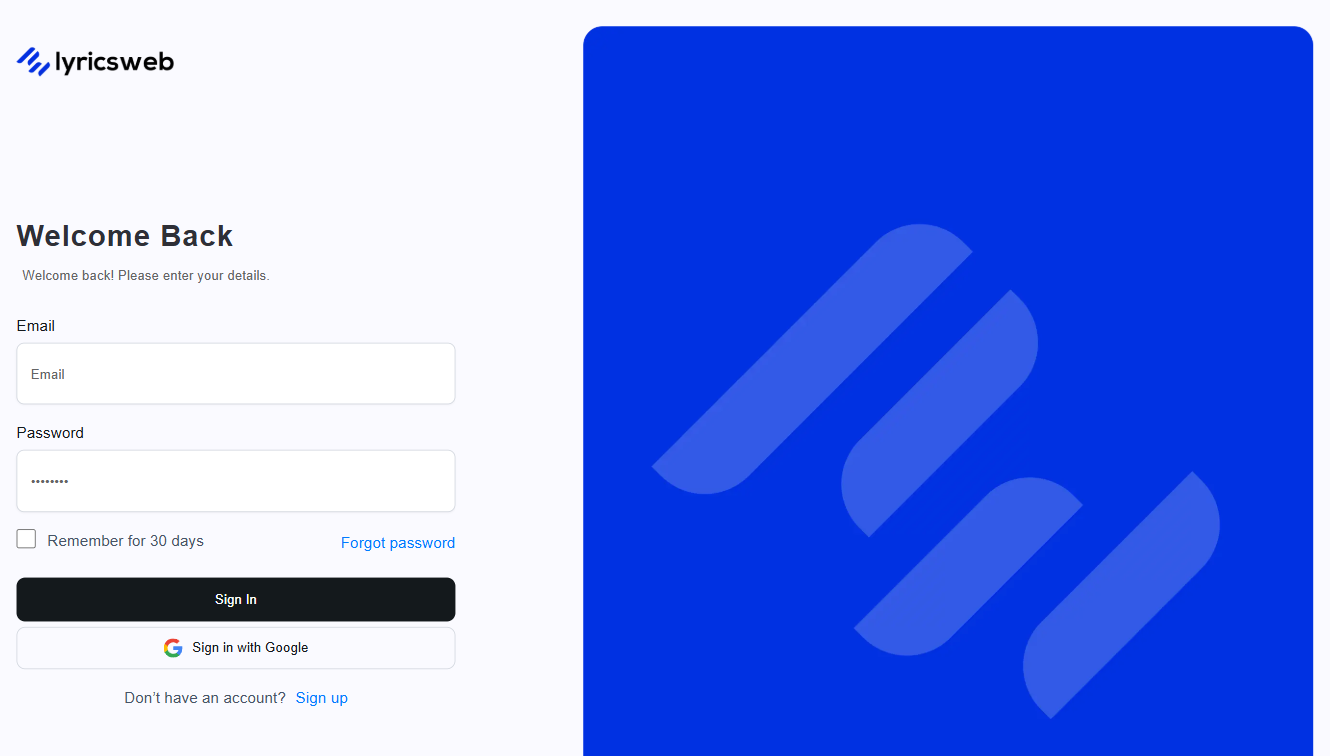 lyricsweb
Welcome Back
Welcome back! Please enter your details.
Email
Email
Password
••••••••
Remember for 30 days
Forgot password
Sign In
Sign in with Google
Don’t have an account? Sign up